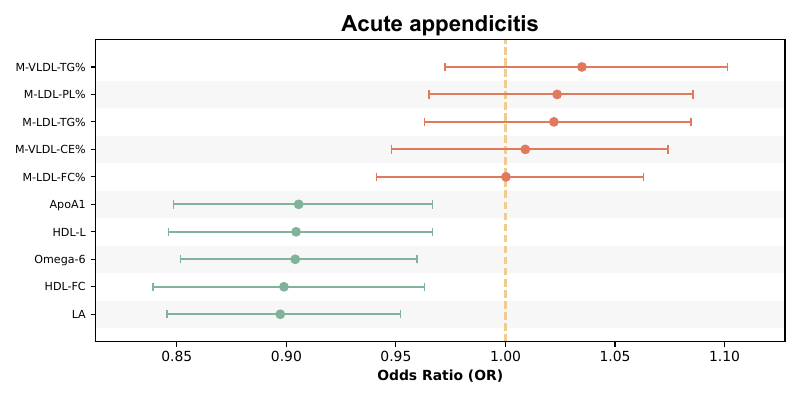 Acute appendicitis
M-VLDL-TG%
M-LDL-PL%
M-LDL-TG%
M-VLDL-CE%
M-LDL-FC%
ApoA1
HDL-L
Omega-6
HDL-FC
LA
0.85 0.90 0.95 1.00 1.05 1.10
Odds Ratio (OR)